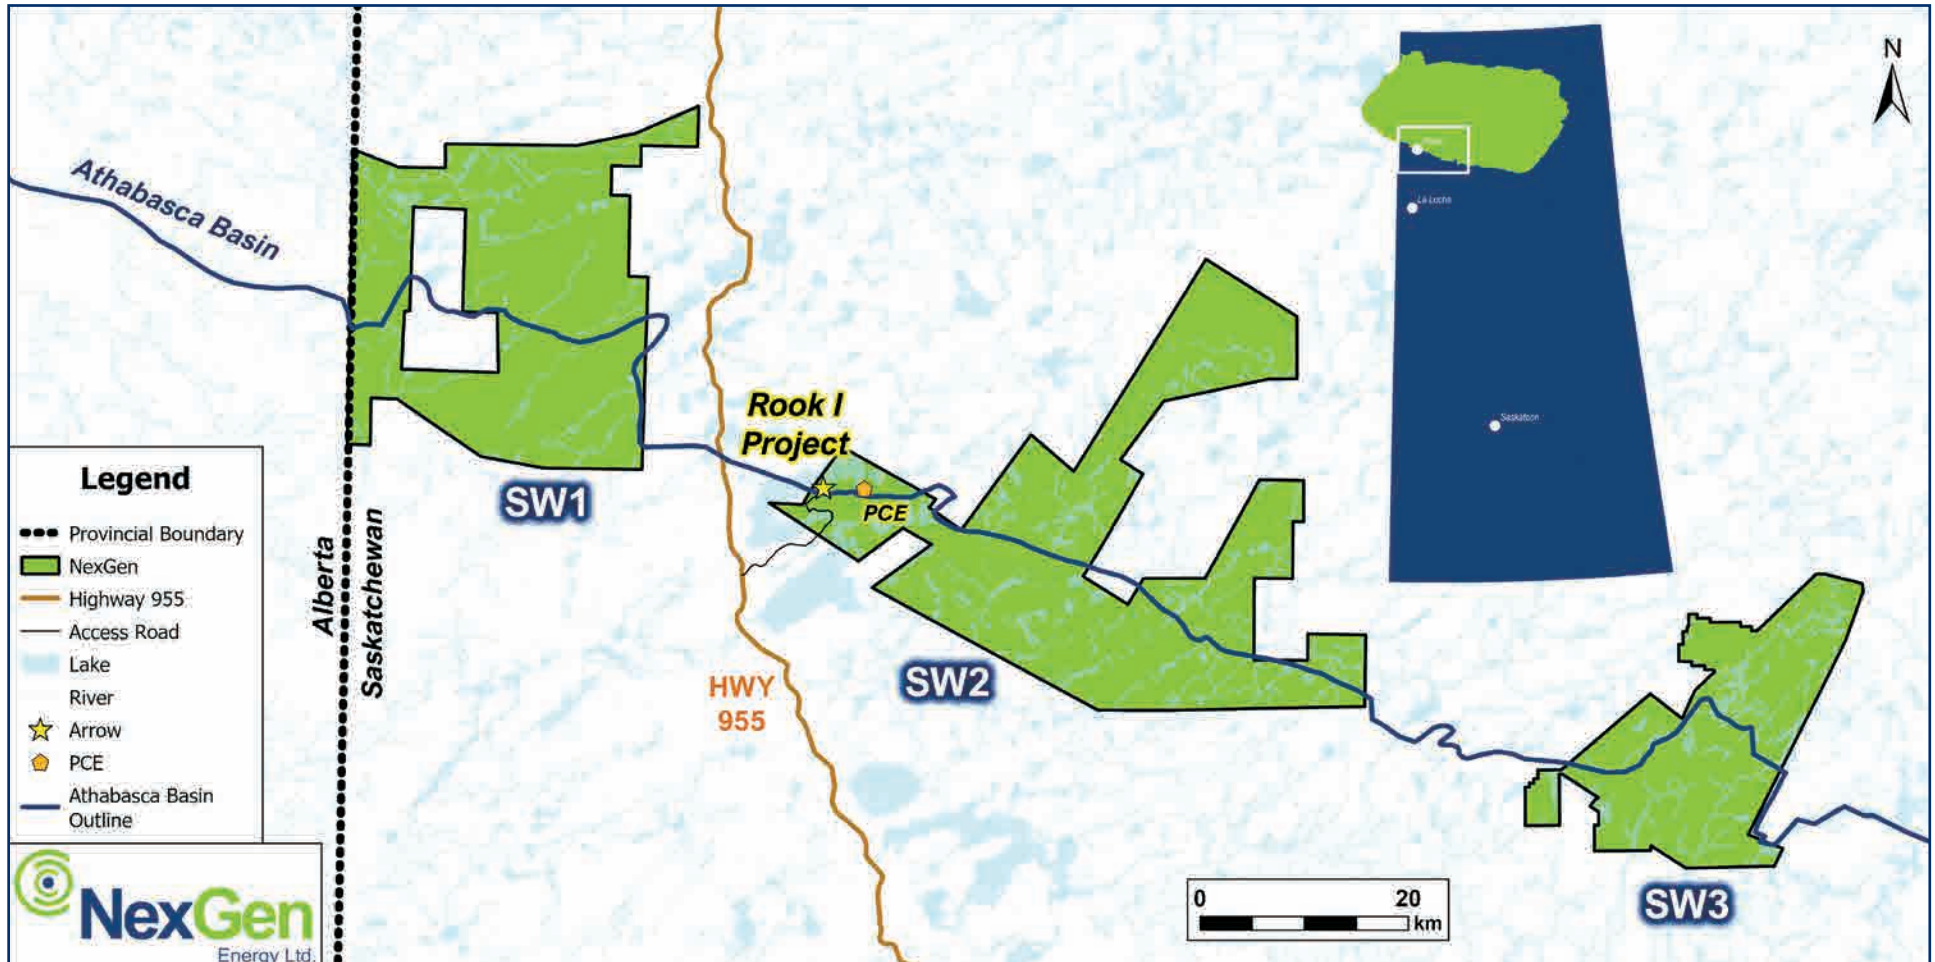 N
Athabasca Basin
La Loche
Saskatoon
Rook I
Project
PCE
SW1
SW2
SW3
HWY
955
Alberta
Saskatchewan
Legend
Provincial Boundary
NexGen
Highway 955
Access Road
Lake
River
Arrow
PCE
Athabasca Basin
Outline
NexGen
Energy Ltd.
0 20
km